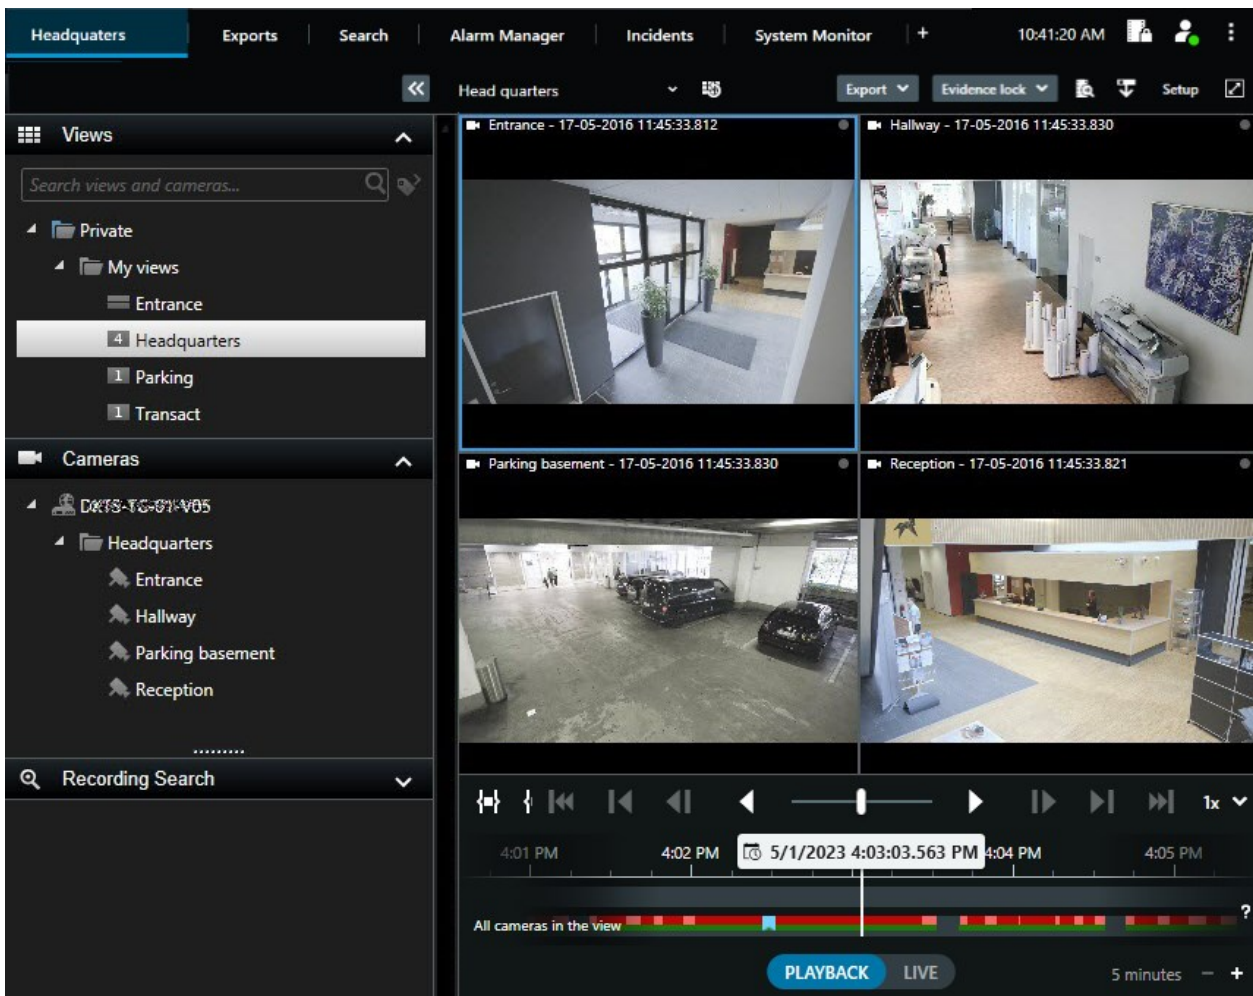 Headquaters Exports Search Alarm Manager Incidents System Monitor + 10:41:20 AM
Head quarters Export Evidence lock Setup
Views
Search views and cameras...
Private
My views
Entrance
4 Headquarters
1 Parking
1 Transact
Cameras
Headquarters
Entrance
Hallway
Parking basement
Reception
Recording Search
Entrance - 17-05-2016 11:45:33.812
Hallway - 17-05-2016 11:45:33.830
Parking basement - 17-05-2016 11:45:33.830
Reception - 17-05-2016 11:45:33.821
1x
4:01 PM 4:02 PM 5/1/2023 4:03:03.563 PM 4:04 PM 4:05 PM
All cameras in the view ?
PLAYBACK LIVE 5 minutes - +